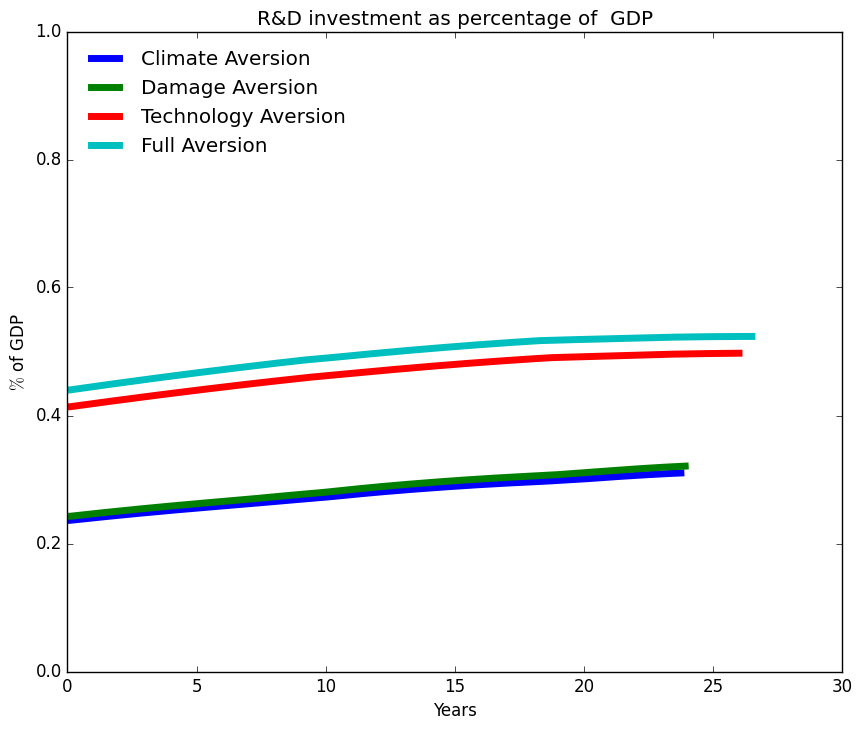 R&D investment as percentage of  GDP
1.0
Climate Aversion
Damage Aversion
Technology Aversion
Full Aversion
0.8
0.6
% of GDP
0.4
0.2
0.0
0 5 10 15 20 25 30
Years